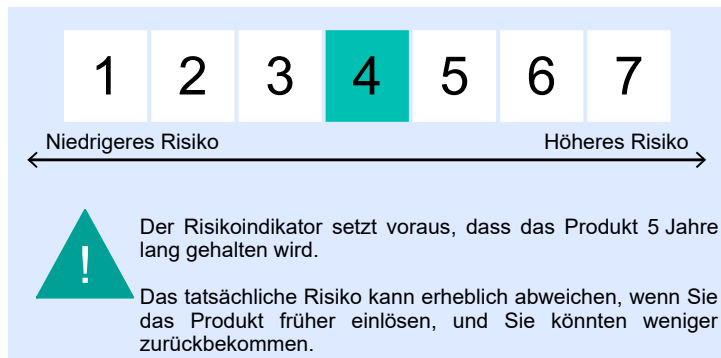 1 2 3 4 5 6 7
Niedrigeres Risiko Höheres Risiko
Der Risikoindikator setzt voraus, dass das Produkt 5 Jahre
lang gehalten wird.
!
Das tatsächliche Risiko kann erheblich abweichen, wenn Sie
das Produkt früher einlösen, und Sie könnten weniger
zurückbekommen.